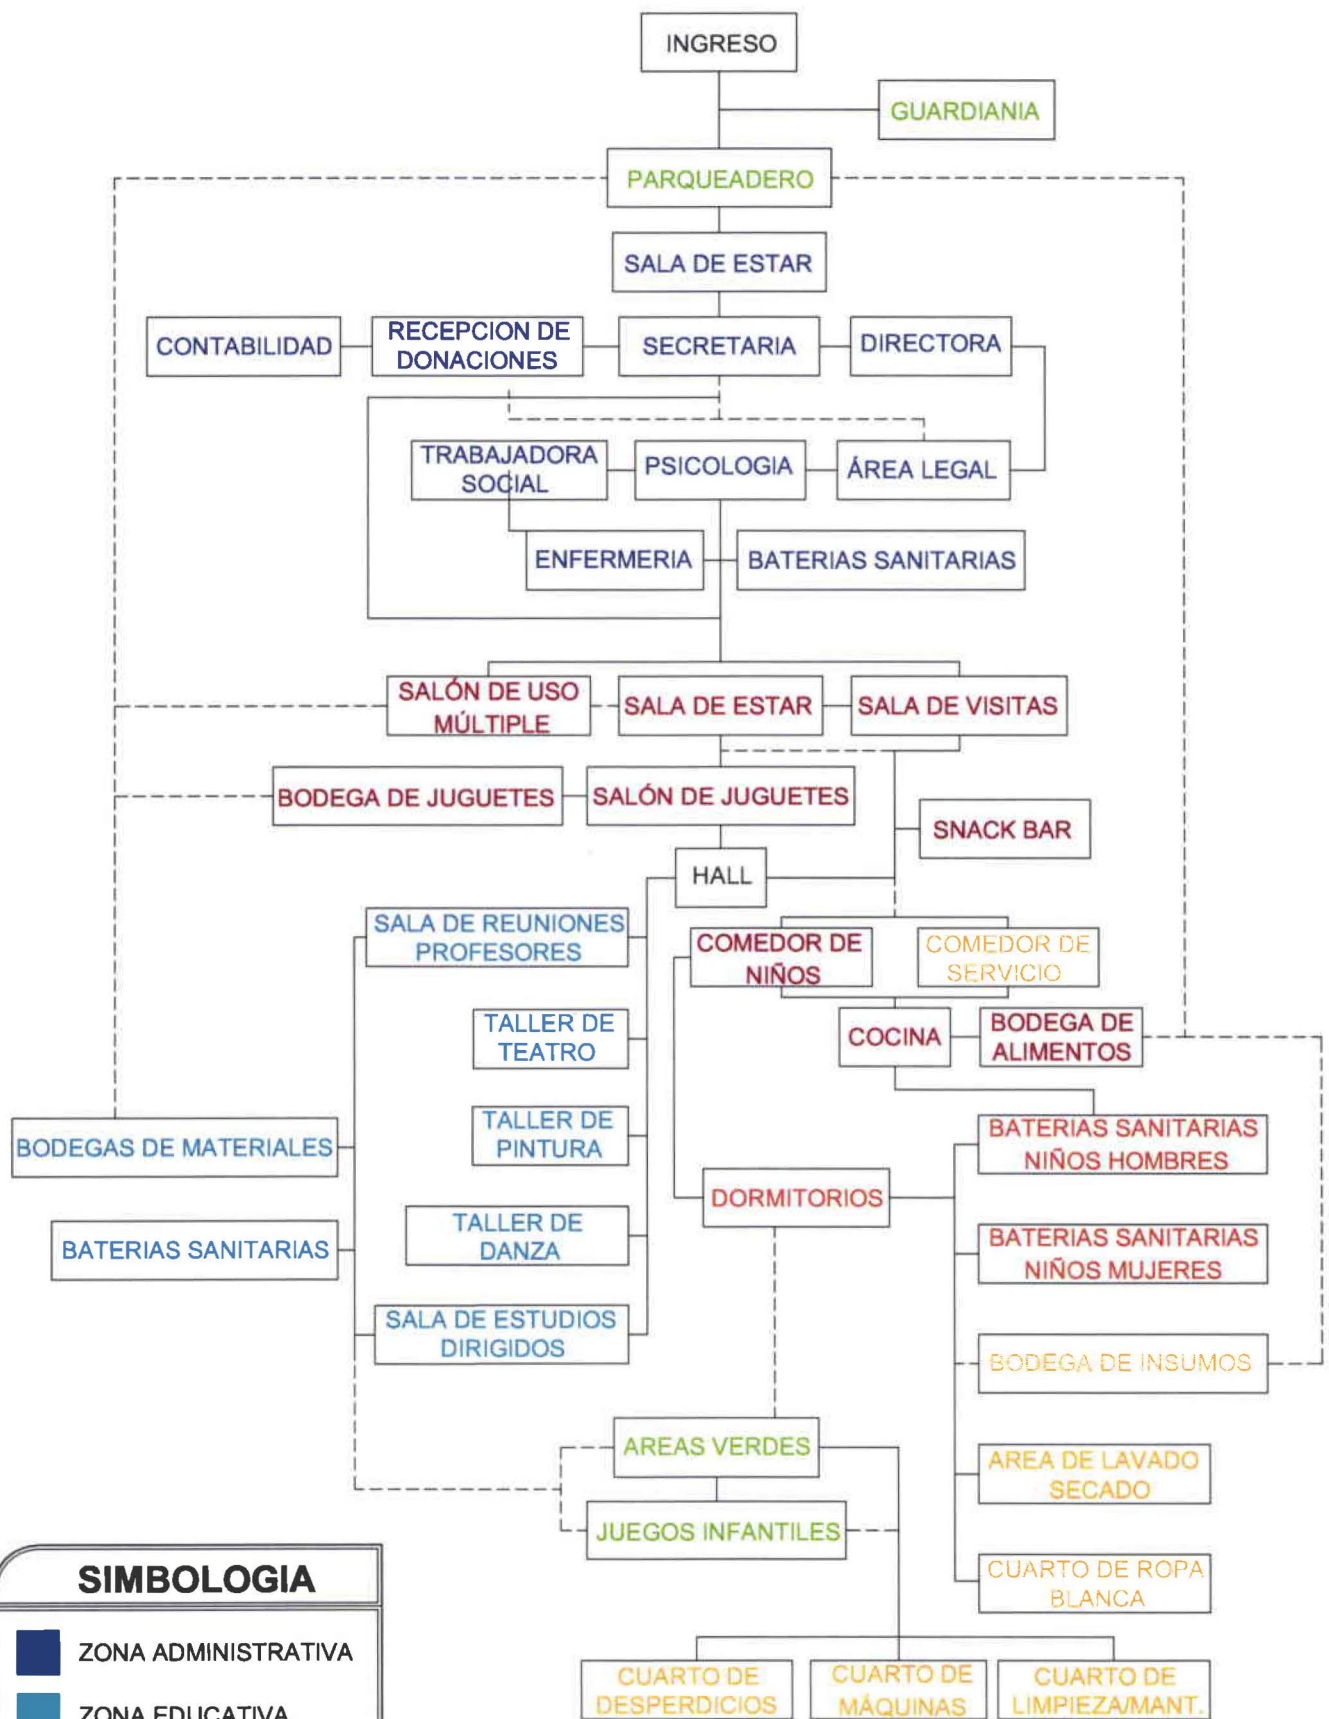 INGRESO
GUARDIANIA
PARQUEADERO
SALA DE ESTAR
CONTABILIDAD
RECEPCION DE
DONACIONES
SECRETARIA
DIRECTORA
TRABAJADORA
SOCIAL
PSICOLOGIA
ÁREA LEGAL
ENFERMERIA
BATERIAS SANITARIAS
SALÓN DE USO
MÚLTIPLE
SALA DE ESTAR
SALA DE VISITAS
BODEGA DE JUGUETES
SALÓN DE JUGUETES
SNACK BAR
HALL
SALA DE REUNIONES
PROFESORES
COMEDOR DE
NIÑOS
COMEDOR DE
SERVICIO
TALLER DE
TEATRO
COCINA
BODEGA DE
ALIMENTOS
BODEGAS DE MATERIALES
TALLER DE
PINTURA
BATERIAS SANITARIAS
NIÑOS HOMBRES
DORMITORIOS
BATERIAS SANITARIAS
TALLER DE
DANZA
BATERIAS SANITARIAS
NIÑOS MUJERES
SALA DE ESTUDIOS
DIRIGIDOS
BODEGA DE INSUMOS
AREAS VERDES
AREA DE LAVADO
SECADO
JUEGOS INFANTILES
CUARTO DE ROPA
BLANCA
SIMBOLOGIA
ZONA ADMINISTRATIVA
ZONA EDUCATIVA
CUARTO DE
DESPERDICIOS
CUARTO DE
MÁQUINAS
CUARTO DE
LIMPIEZA/MANT.